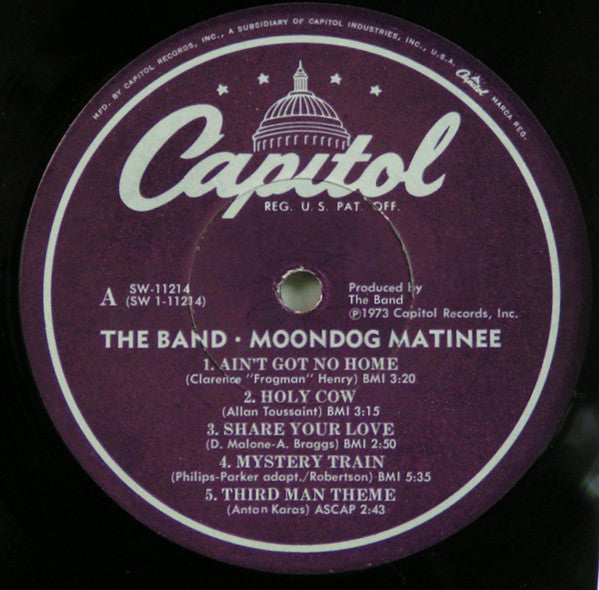 MFD. BY CAPITOL RECORDS, INC., A SUBSIDIARY OF CAPITOL INDUSTRIES, INC., U.S.A.
Capitol MARCA REG.
Capitol
REG. U. S. PAT. OFF.
A
SW-11214
(SW 1-11214)
Produced by
The Band
℗1973 Capitol Records, Inc.
THE BAND · MOONDOG MATINEE
1. AIN'T GOT NO HOME
(Clarence "Frogman" Henry) BMI 3:20
2. HOLY COW
(Allan Toussaint) BMI 3:15
3. SHARE YOUR LOVE
(D. Malone-A. Braggs) BMI 2:50
4. MYSTERY TRAIN
(Philips-Parker adapt./Robertson) BMI 5:35
5. THIRD MAN THEME
(Anton Karas) ASCAP 2:43